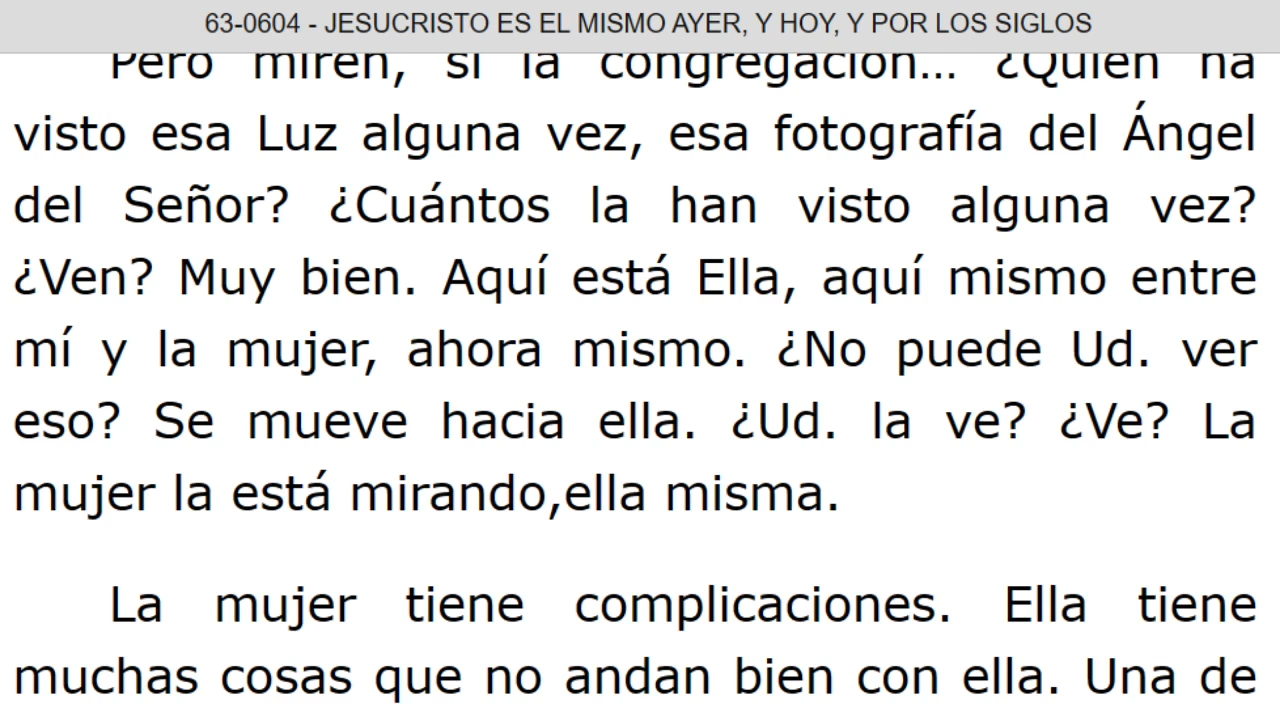 63-0604 - JESUCRISTO ES EL MISMO AYER, Y HOY, Y POR LOS SIGLOS
Pero miren, si la congregación... ¿Quién ha
visto esa Luz alguna vez, esa fotografía del Ángel
del Señor? ¿Cuántos la han visto alguna vez?
¿Ven? Muy bien. Aquí está Ella, aquí mismo entre
mí y la mujer, ahora mismo. ¿No puede Ud. ver
eso? Se mueve hacia ella. ¿Ud. la ve? ¿Ve? La
mujer la está mirando,ella misma.
La mujer tiene complicaciones. Ella tiene
muchas cosas que no andan bien con ella. Una de